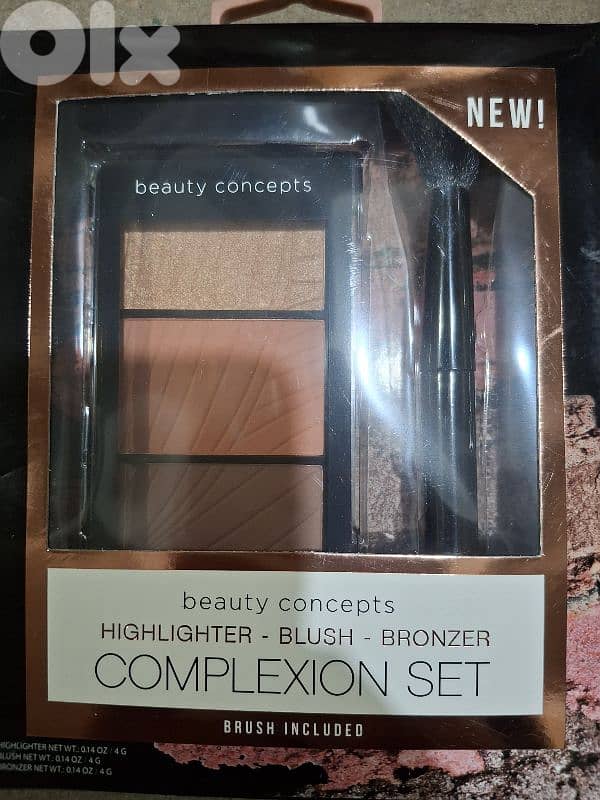 OLX
NEW!
beauty concepts
beauty concepts
HIGHLIGHTER - BLUSH - BRONZER
COMPLEXION SET
BRUSH INCLUDED
HIGHLIGHTER NET WT.: 0.14 OZ / 4 G
BLUSH NET WT.: 0.14 OZ / 4 G
BRONZER NET WT.: 0.14 OZ / 4 G